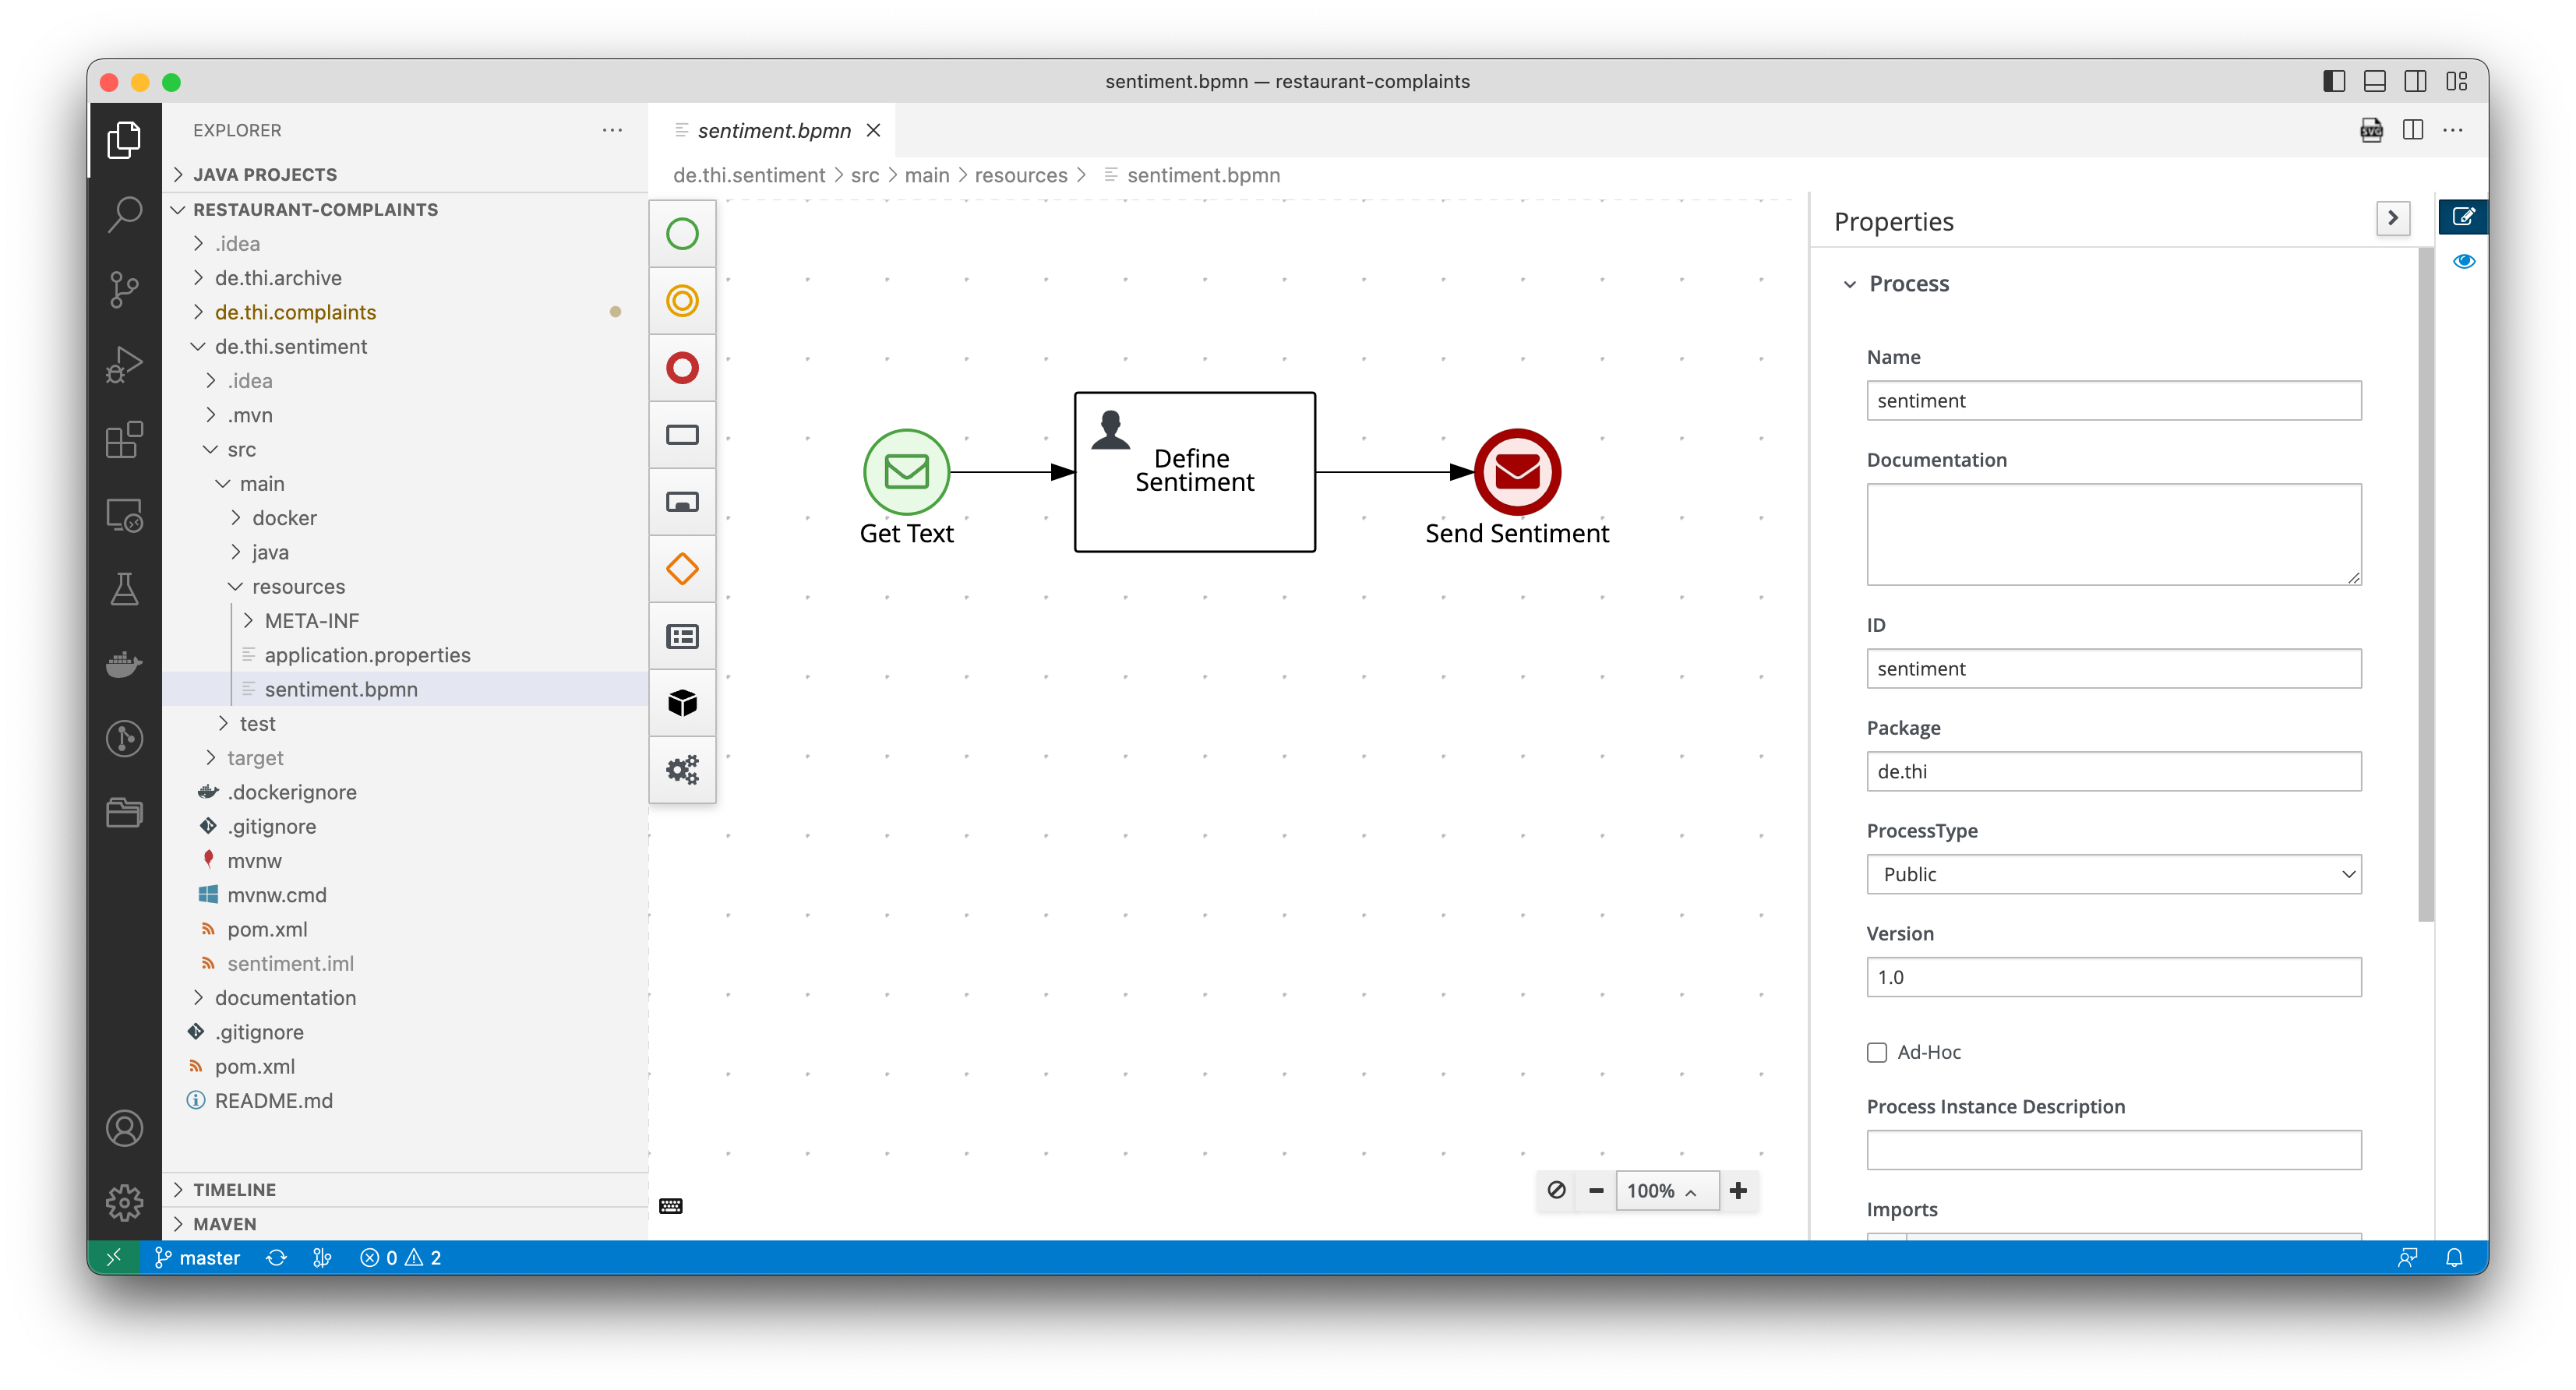 sentiment.bpmn — restaurant-complaints
EXPLORER
JAVA PROJECTS
RESTAURANT-COMPLAINTS
.idea
de.thi.archive
de.thi.complaints
de.thi.sentiment
.idea
.mvn
src
main
docker
java
resources
META-INF
application.properties
sentiment.bpmn
test
target
.dockerignore
.gitignore
mvnw
mvnw.cmd
pom.xml
sentiment.iml
documentation
.gitignore
pom.xml
README.md
TIMELINE
MAVEN
sentiment.bpmn
SVG
de.thi.sentiment > src > main > resources > sentiment.bpmn
Get Text
Define
Sentiment
Send Sentiment
100%
Properties
Process
Name
sentiment
Documentation
ID
sentiment
Package
de.thi
ProcessType
Public
Version
1.0
Ad-Hoc
Process Instance Description
Imports
master
0
2